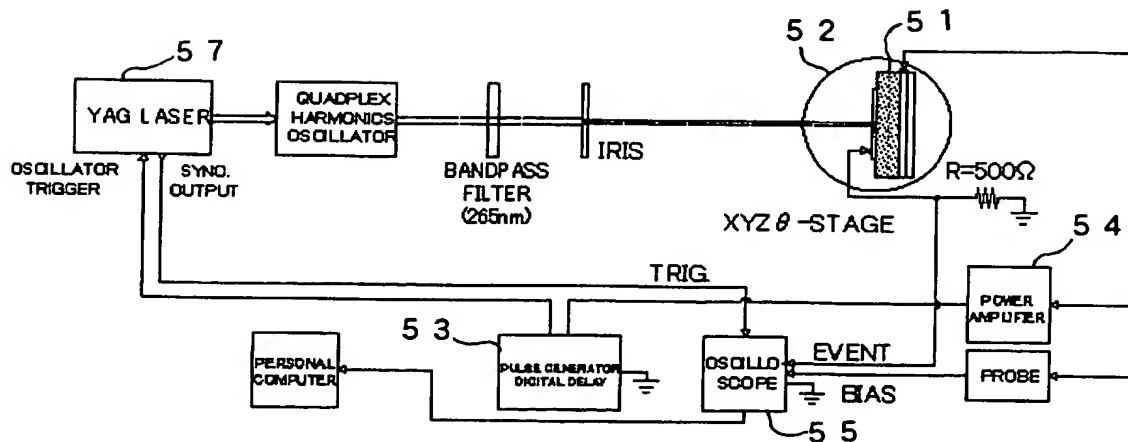 5 7
YAG LASER
QUADPLEX
HARMONICS
OSCILLATOR
BANDPASS
FILTER
(265nm)
IRIS
5 2
5 1
R=500Ω
XYZθ-STAGE
OSCILLATOR
TRIGGER
SYNO.
OUTPUT
TRIG.
5 4
POWER
AMPLIFIER
5 3
PERSONAL
COMPUTER
PULSE GENERATOR
DIGITAL DELAY
OSCILLO
SCOPE
EVENT
BIAS
PROBE
5 5